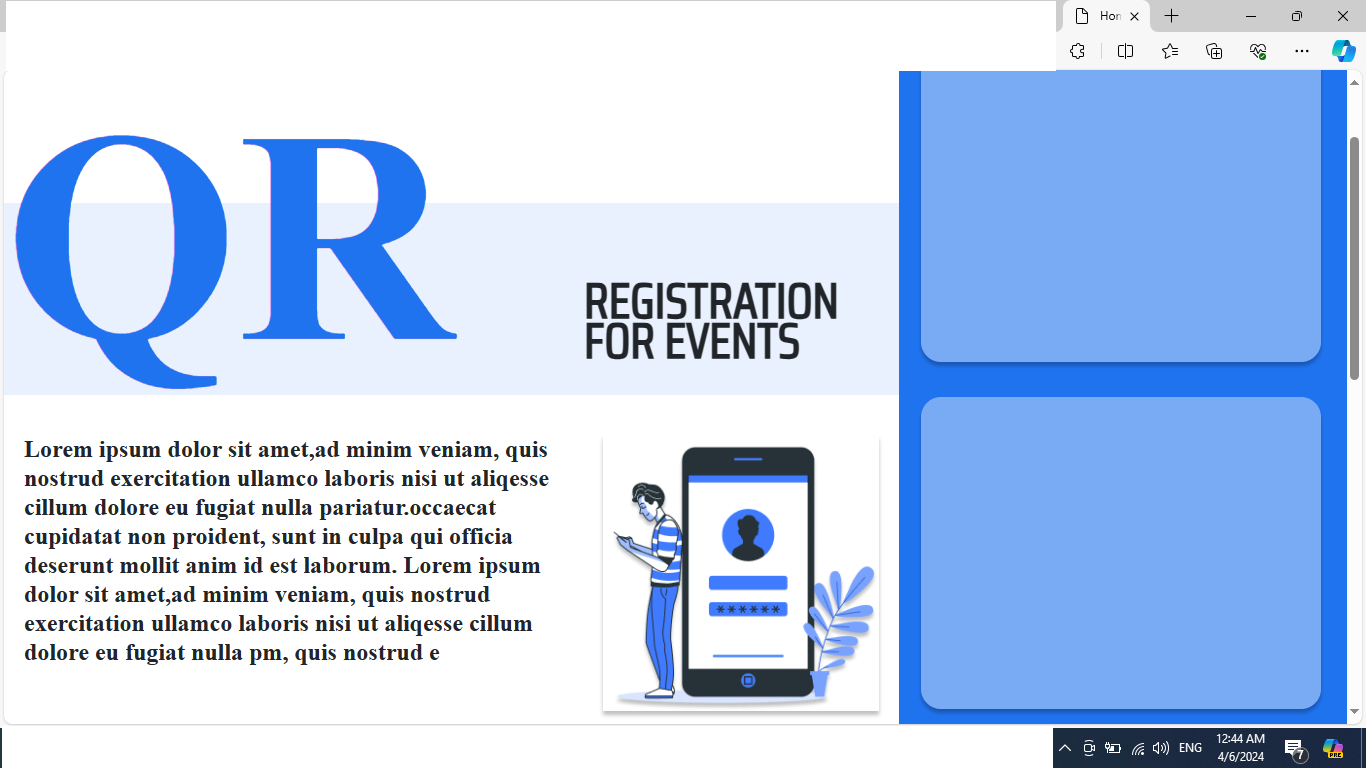 Hor
QR
REGISTRATION
FOR EVENTS
Lorem ipsum dolor sit amet,ad minim veniam, quis
nostrud exercitation ullamco laboris nisi ut aliqesse
cillum dolore eu fugiat nulla pariatur.occaecat
cupidatat non proident, sunt in culpa qui officia
deserunt mollit anim id est laborum. Lorem ipsum
dolor sit amet,ad minim veniam, quis nostrud
exercitation ullamco laboris nisi ut aliqesse cillum
dolore eu fugiat nulla pm, quis nostrud e
******
ENG
12:44 AM
4/6/2024
7
PRE